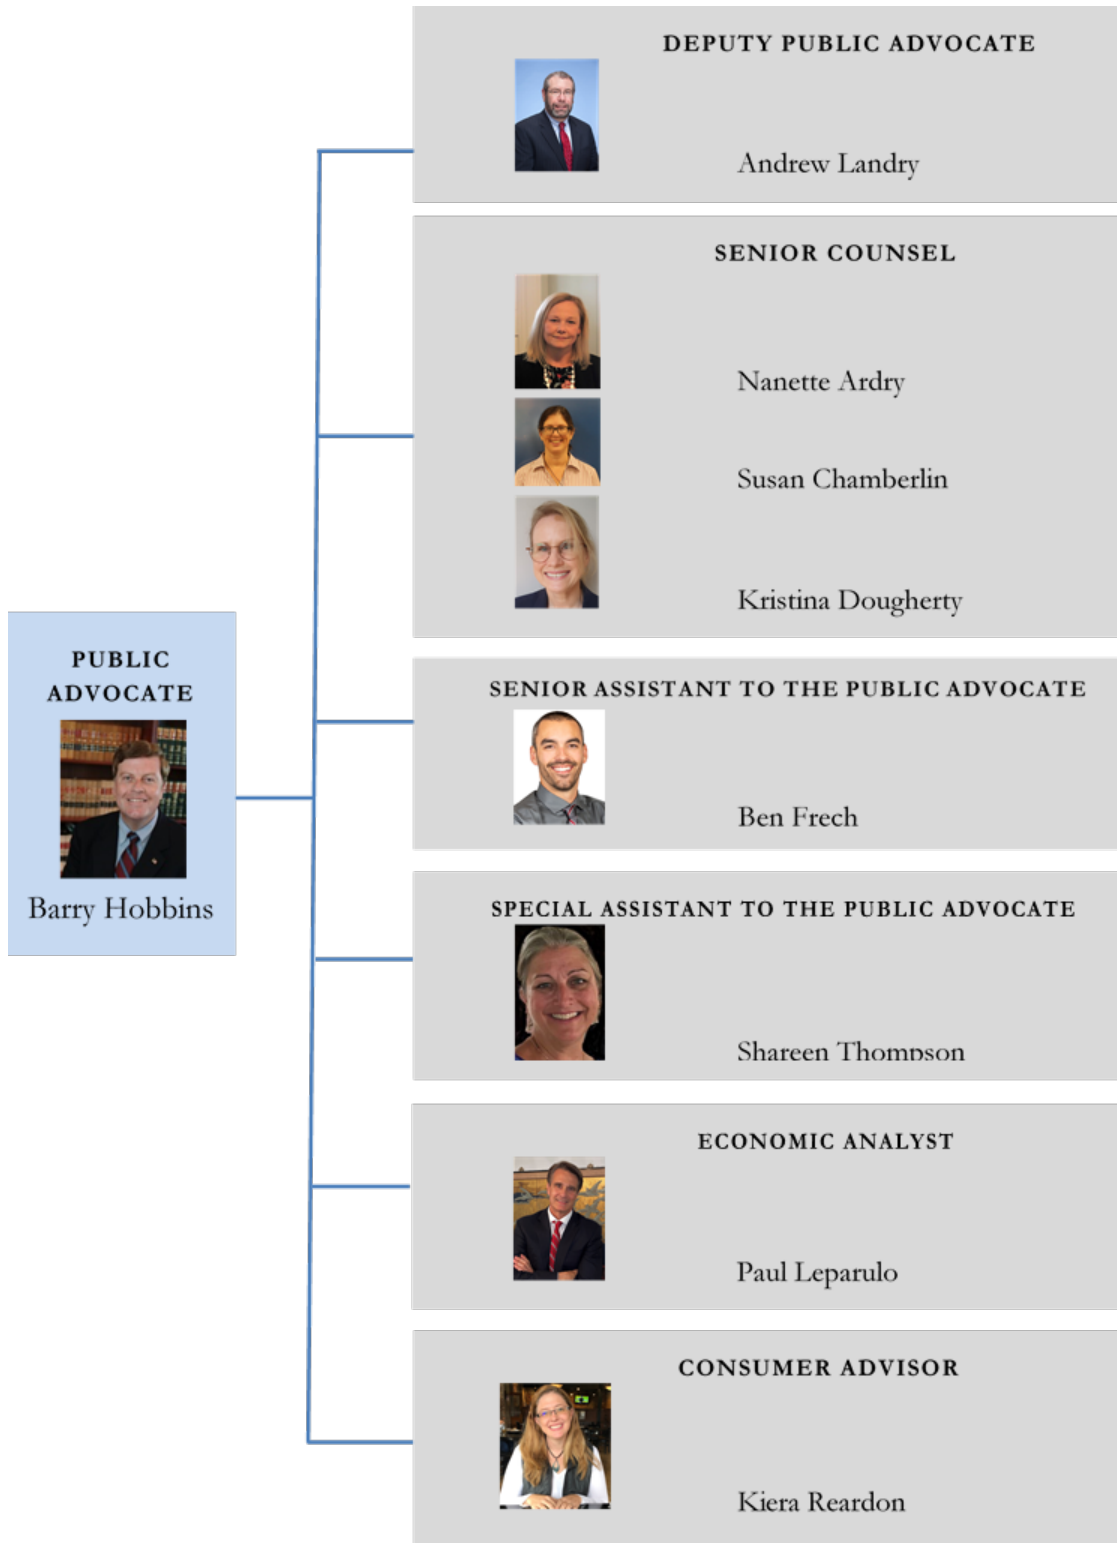 DEPUTY PUBLIC ADVOCATE
Andrew Landry
SENIOR COUNSEL
Nanette Ardry
Susan Chamberlin
Kristina Dougherty
PUBLIC
ADVOCATE
Barry Hobbins
SENIOR ASSISTANT TO THE PUBLIC ADVOCATE
Ben Frech
SPECIAL ASSISTANT TO THE PUBLIC ADVOCATE
Shareen Thompson
ECONOMIC ANALYST
Paul Leparulo
CONSUMER ADVISOR
Kiera Reardon